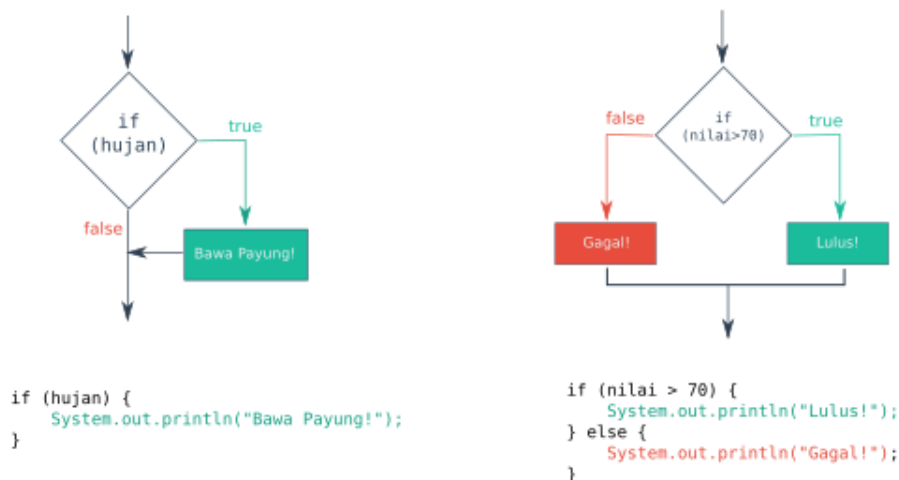 if
(hujan)
true
false
Bawa Payung!
if (hujan) {
    System.out.println("Bawa Payung!");
}
if
(nilai>70)
false
true
Gagal!
Lulus!
if (nilai > 70) {
    System.out.println("Lulus!");
} else {
    System.out.println("Gagal!");
}